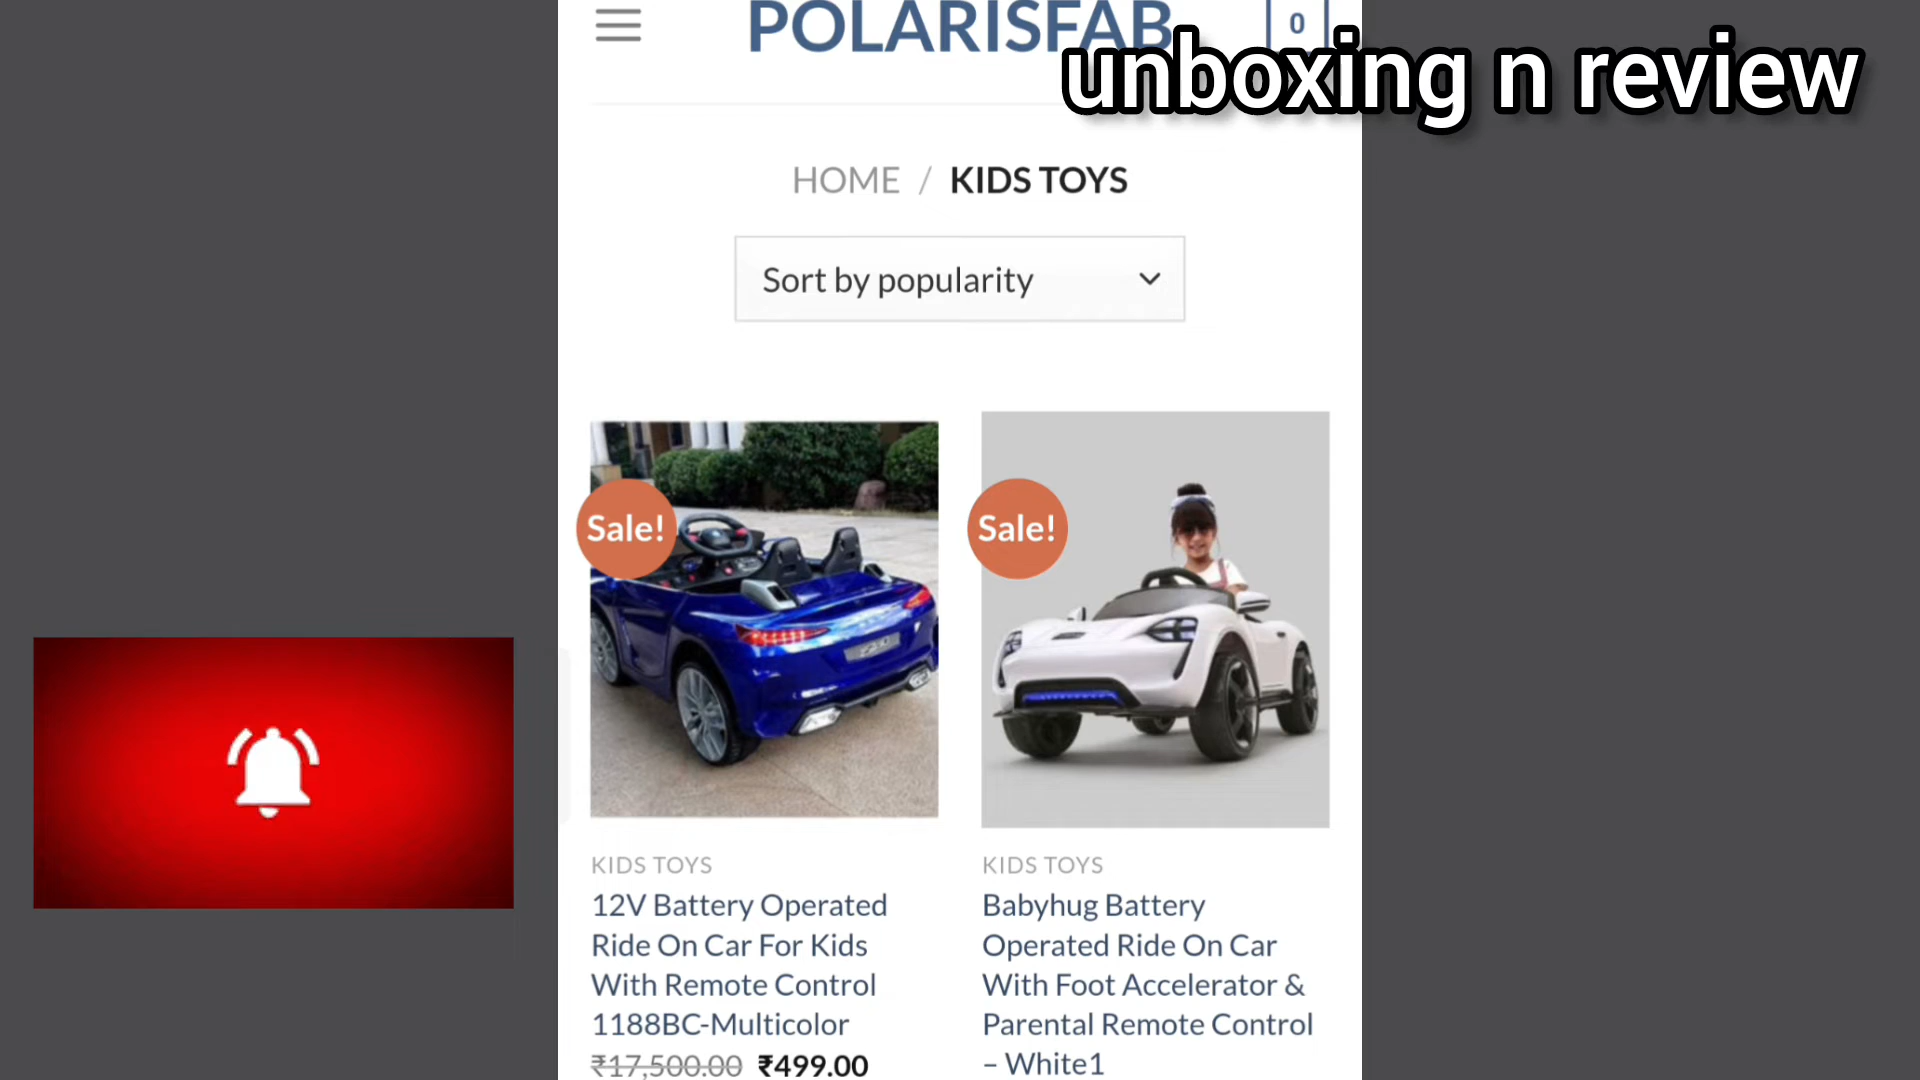 POLARISFAB
0
unboxing n review
HOME / KIDS TOYS
Sort by popularity
Sale!
Sale!
KIDS TOYS
12V Battery Operated
Ride On Car For Kids
With Remote Control
1188BC-Multicolor
₹17,500.00 ₹499.00
KIDS TOYS
Babyhug Battery
Operated Ride On Car
With Foot Accelerator &
Parental Remote Control
– White1